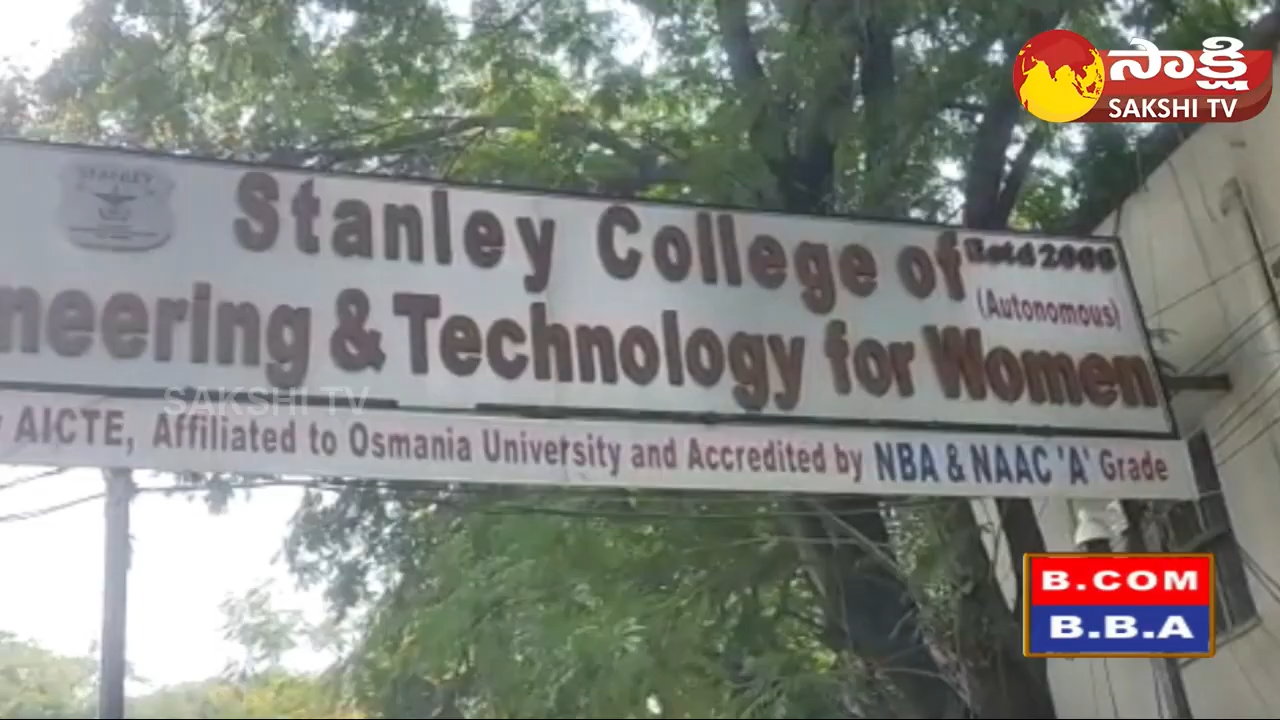 సాక్షి
SAKSHI TV
STANLEY
Stanley College of
Estd 2008
(Autonomous)
neering & Technology for Women
AICTE, Affiliated to Osmania University and Accredited by NBA & NAAC 'A' Grade
SAKSHI TV
B.COM
B.B.A